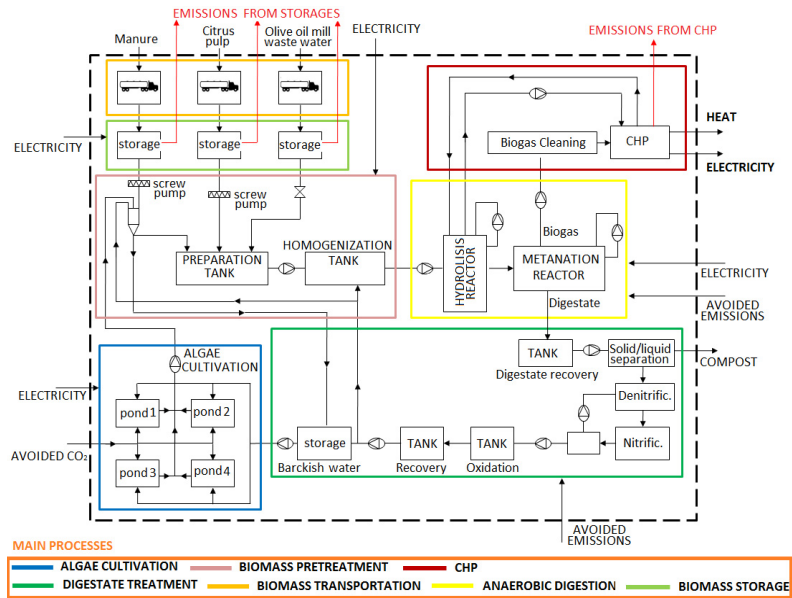 EMISSIONS FROM STORAGES
EMISSIONS FROM CHP
Manure
Citrus
pulp
Olive oil mill
waste water
ELECTRICITY
HEAT
ELECTRICITY
ELECTRICITY
storage
storage
storage
Biogas Cleaning
CHP
screw
pump
screw
pump
Biogas
HOMOGENIZATION
TANK
PREPARATION
TANK
HYDROLISIS
REACTOR
METANATION
REACTOR
ELECTRICITY
Digestate
AVOIDED
EMISSIONS
ALGAE
CULTIVATION
TANK
Solid/liquid
separation
COMPOST
Digestate recovery
ELECTRICITY
Denitrific.
pond 1
pond 2
storage
TANK
TANK
Nitrific.
AVOIDED CO₂
pond 3
pond 4
Barckish water
Recovery
Oxidation
AVOIDED
EMISSIONS
MAIN PROCESSES
ALGAE CULTIVATION
BIOMASS PRETREATMENT
CHP
DIGESTATE TREATMENT
BIOMASS TRANSPORTATION
ANAEROBIC DIGESTION
BIOMASS STORAGE